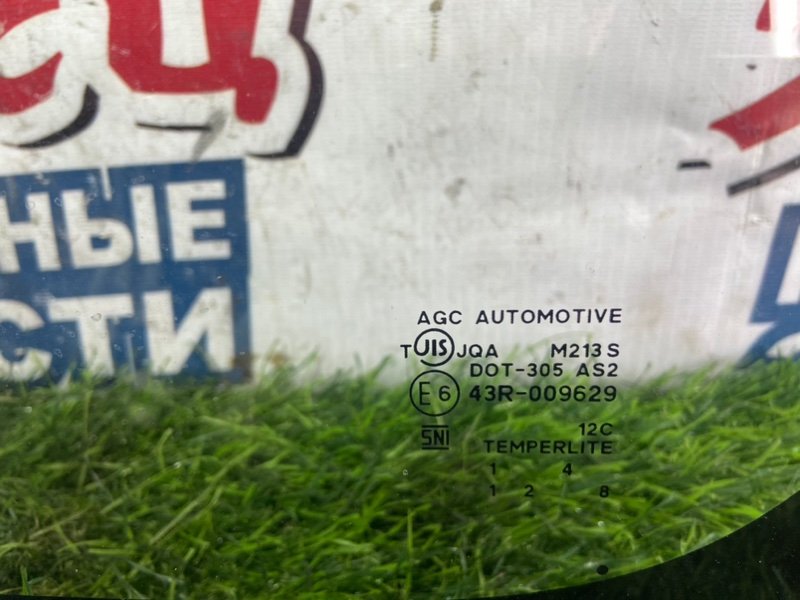 НЫЕ
СТИ
AGC AUTOMOTIVE
T JIS JQA M213S
DOT-305 AS2
E6 43R-009629
SNI 12C
TEMPERLITE
1 4
1 2 8